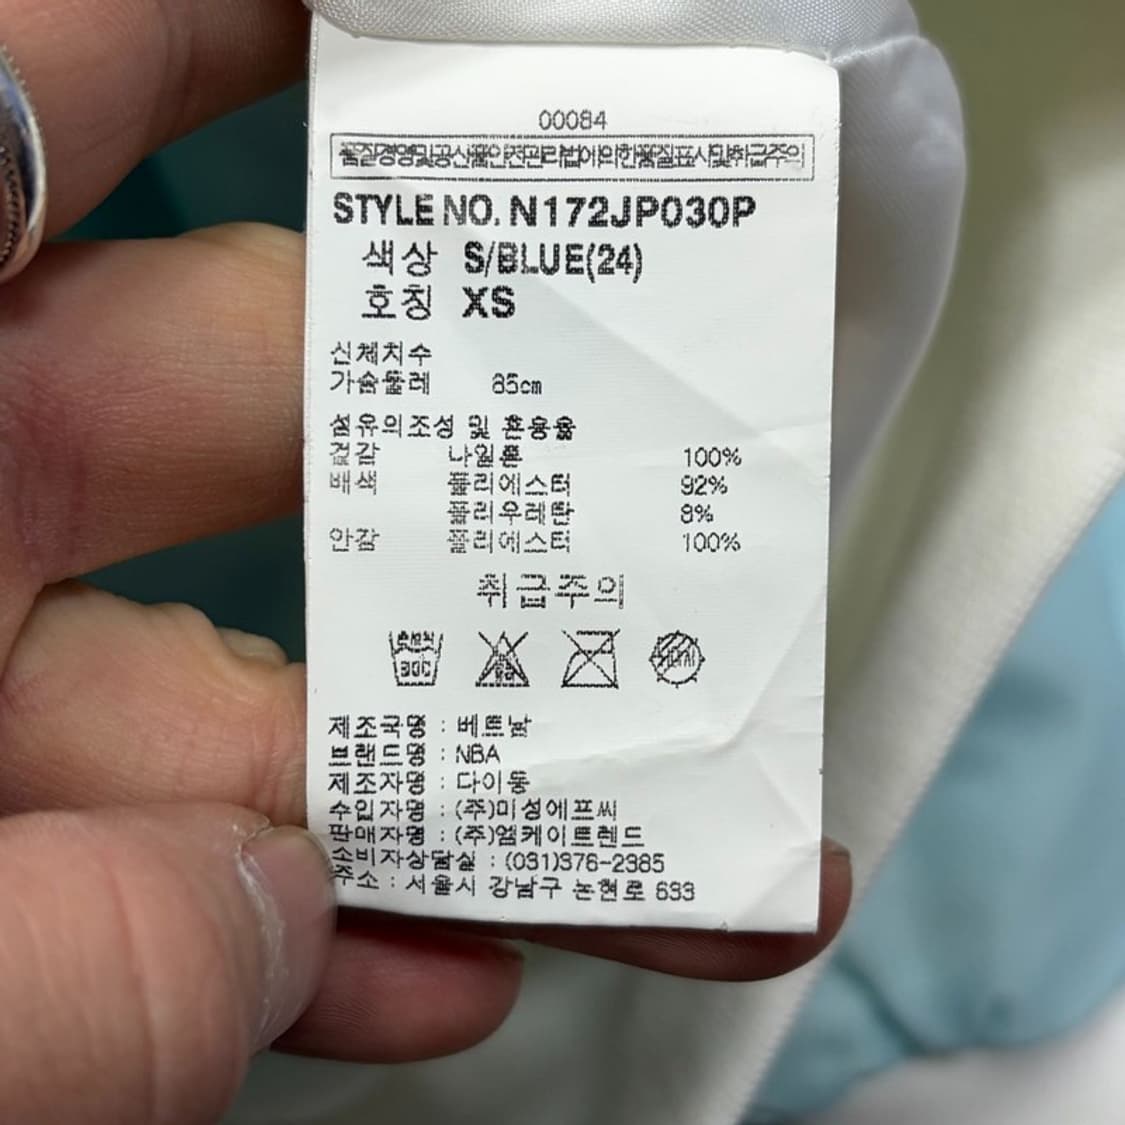 00084
품질경영및공산품안전관리법에의한품질표시및취급주의
STYLE NO. N172JP030P
색상 S/BLUE(24)
호칭 XS
신체치수
가슴둘레 85cm
섬유의조성 및 혼용율
겉감 나일론 100%
배색 폴리에스터 92%
폴리우레탄 8%
안감 폴리에스터 100%
취급주의
30C
제조국명 : 베트남
브랜드명 : NBA
제조자명 : 다이동
수입자명 : (주)미성에프씨
판매자명 : (주)엠케이트렌드
소비자상담실 : (031)376-2385
주소 : 서울시 강남구 논현로 633